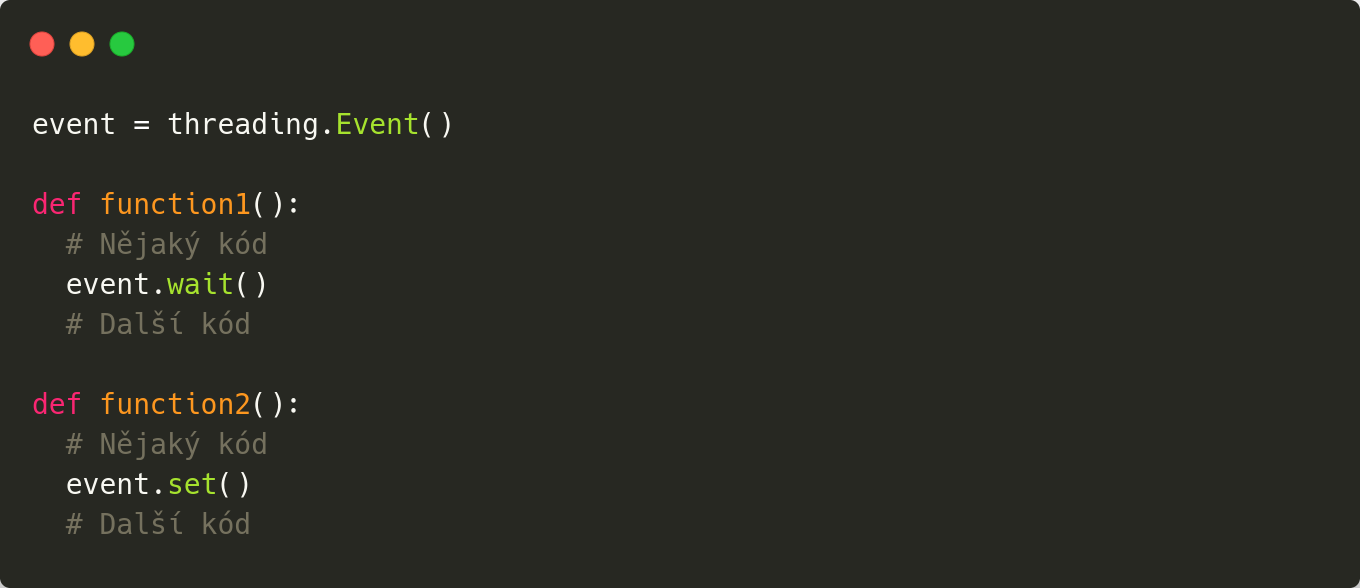 event = threading.Event()

def function1():
  # Nějaký kód
  event.wait()
  # Další kód

def function2():
  # Nějaký kód
  event.set()
  # Další kód